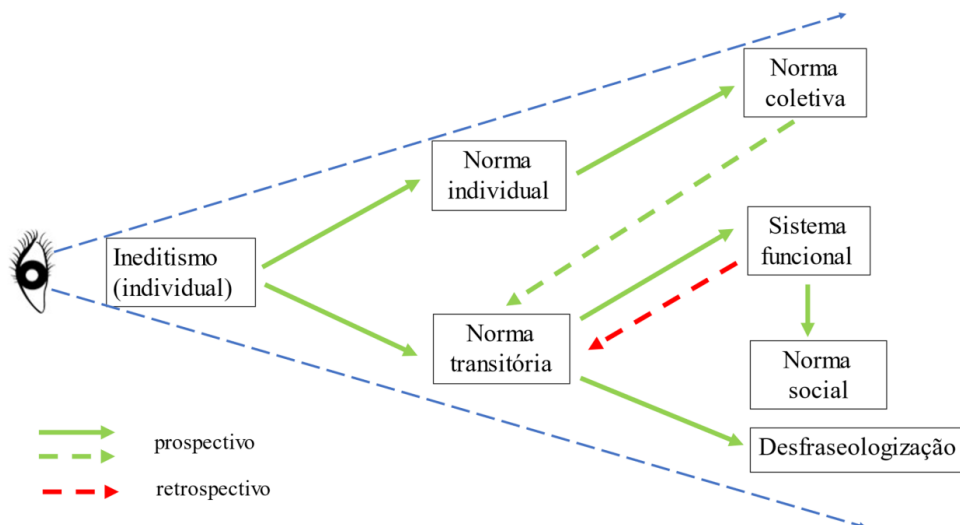 Norma
coletiva
Norma
individual
Ineditismo
(individual)
Sistema
funcional
Norma
transitória
Norma
social
Desfraseologização
prospectivo
retrospectivo